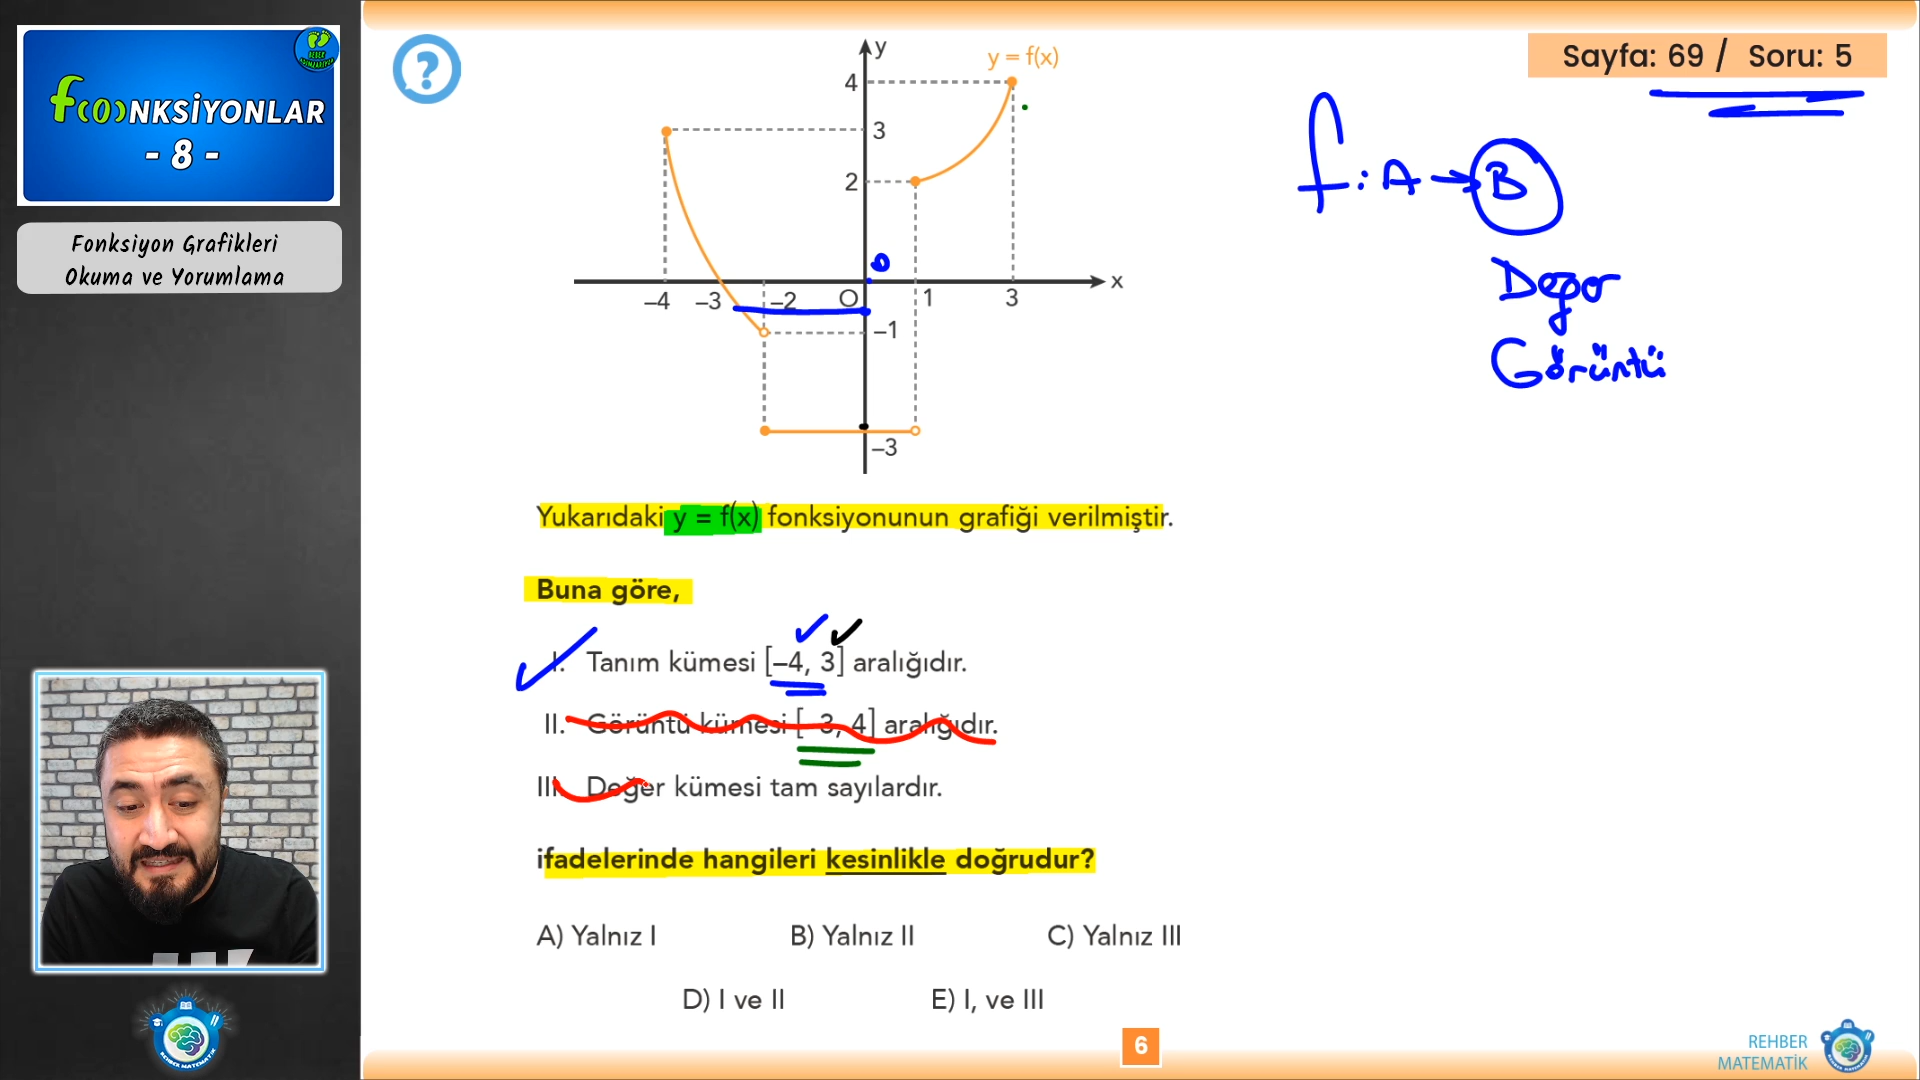 f(0)NKSİYONLAR
- 8 -
Fonksiyon Grafikleri
Okuma ve Yorumlama
Sayfa: 69 / Soru: 5
y
y = f(x)
4
3
2
0
x
-4 -3 -2 O 1 3
-1
-3
f: A → B
Değer
Görüntü
Yukarıdaki y = f(x) fonksiyonunun grafiği verilmiştir.
Buna göre,
I. Tanım kümesi [-4, 3] aralığıdır.
II. Görüntü kümesi [-3, 4] aralığıdır.
III. Değer kümesi tam sayılardır.
ifadelerinde hangileri kesinlikle doğrudur?
A) Yalnız I B) Yalnız II C) Yalnız III
D) I ve II E) I, ve III
6
REHBER
MATEMATİK